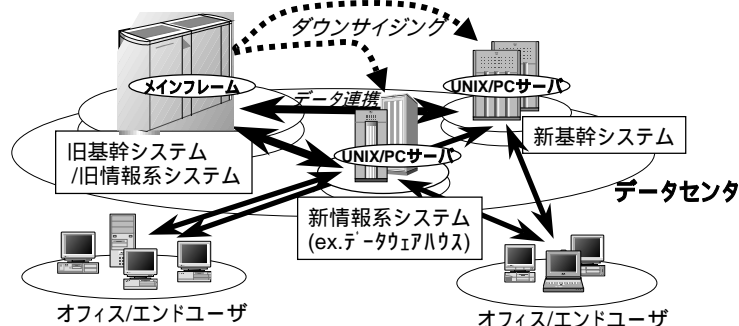 ダウンサイジング
メインフレーム
UNIX/PCサーバ
データ連携
旧基幹システム
/旧情報系システム
UNIX/PCサーバ
新基幹システム
データセンタ
新情報系システム
(ex.ﾃﾞｰﾀｳｪｱﾊｳｽ)
オフィス/エンドユーザ
オフィス/エンドユーザ